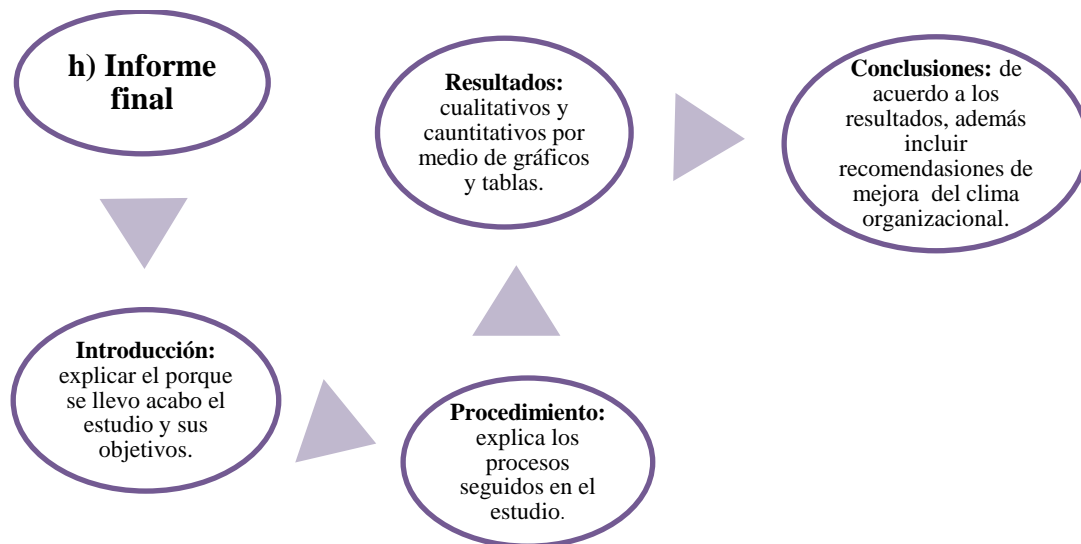 h) Informe
final
Introducción:
explicar el porque
se llevo acabo el
estudio y sus
objetivos.
Procedimiento:
explica los
procesos
seguidos en el
estudio.
Resultados:
cualitativos y
cauntitativos por
medio de gráficos
y tablas.
Conclusiones: de
acuerdo a los
resultados, además
incluir
recomendasiones de
mejora del clima
organizacional.